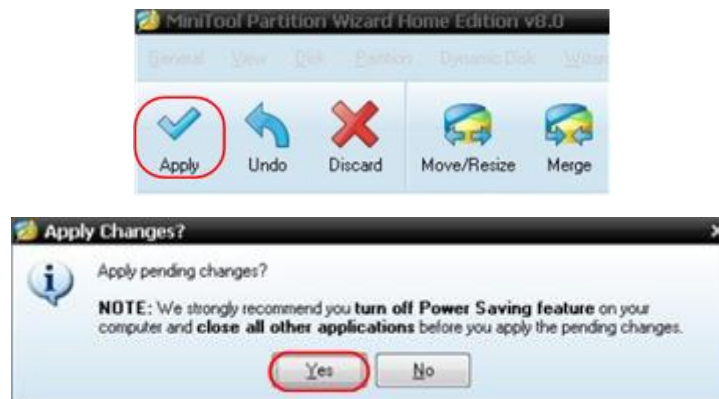 MiniTool Partition Wizard Home Edition v8.0
General View Disk Partition Dynamic Disk
Apply Undo Discard Move/Resize Merge
Apply Changes?
Apply pending changes?
NOTE: We strongly recommend you turn off Power Saving feature on your
computer and close all other applications before you apply the pending changes.
Yes No